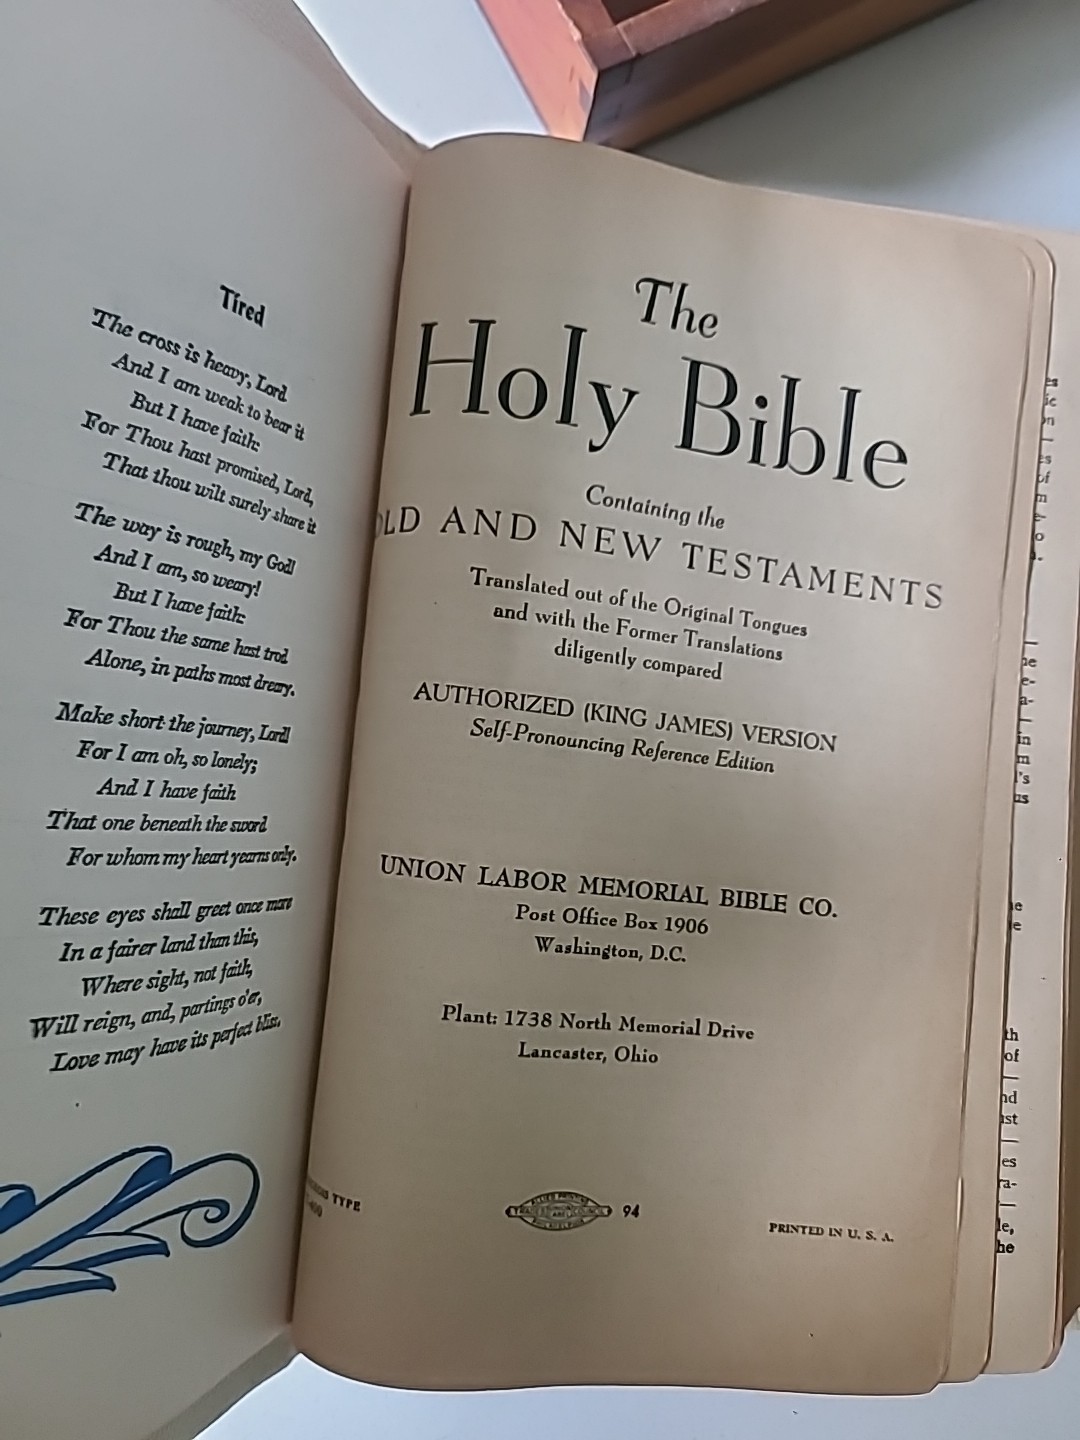 Tired
The cross is heavy, Lord
And I am weak to bear it
But I have faith:
For Thou hast promised, Lord,
That thou wilt surely share it
The way is rough, my God!
And I am, so weary!
But I have faith:
For Thou the same hast trod
Alone, in paths most dreary.
Make short the journey, Lord!
For I am oh, so lonely;
And I have faith
That one beneath the sword
For whom my heart yearns only.
These eyes shall greet once more
In a fairer land than this,
Where sight, not faith,
Will reign, and, partings o'er,
Love may have its perfect bliss.
The
Holy Bible
Containing the
OLD AND NEW TESTAMENTS
Translated out of the Original Tongues
and with the Former Translations
diligently compared
AUTHORIZED (KING JAMES) VERSION
Self-Pronouncing Reference Edition
UNION LABOR MEMORIAL BIBLE CO.
Post Office Box 1906
Washington, D.C.
Plant: 1738 North Memorial Drive
Lancaster, Ohio
TYPE
94
PRINTED IN U. S. A.